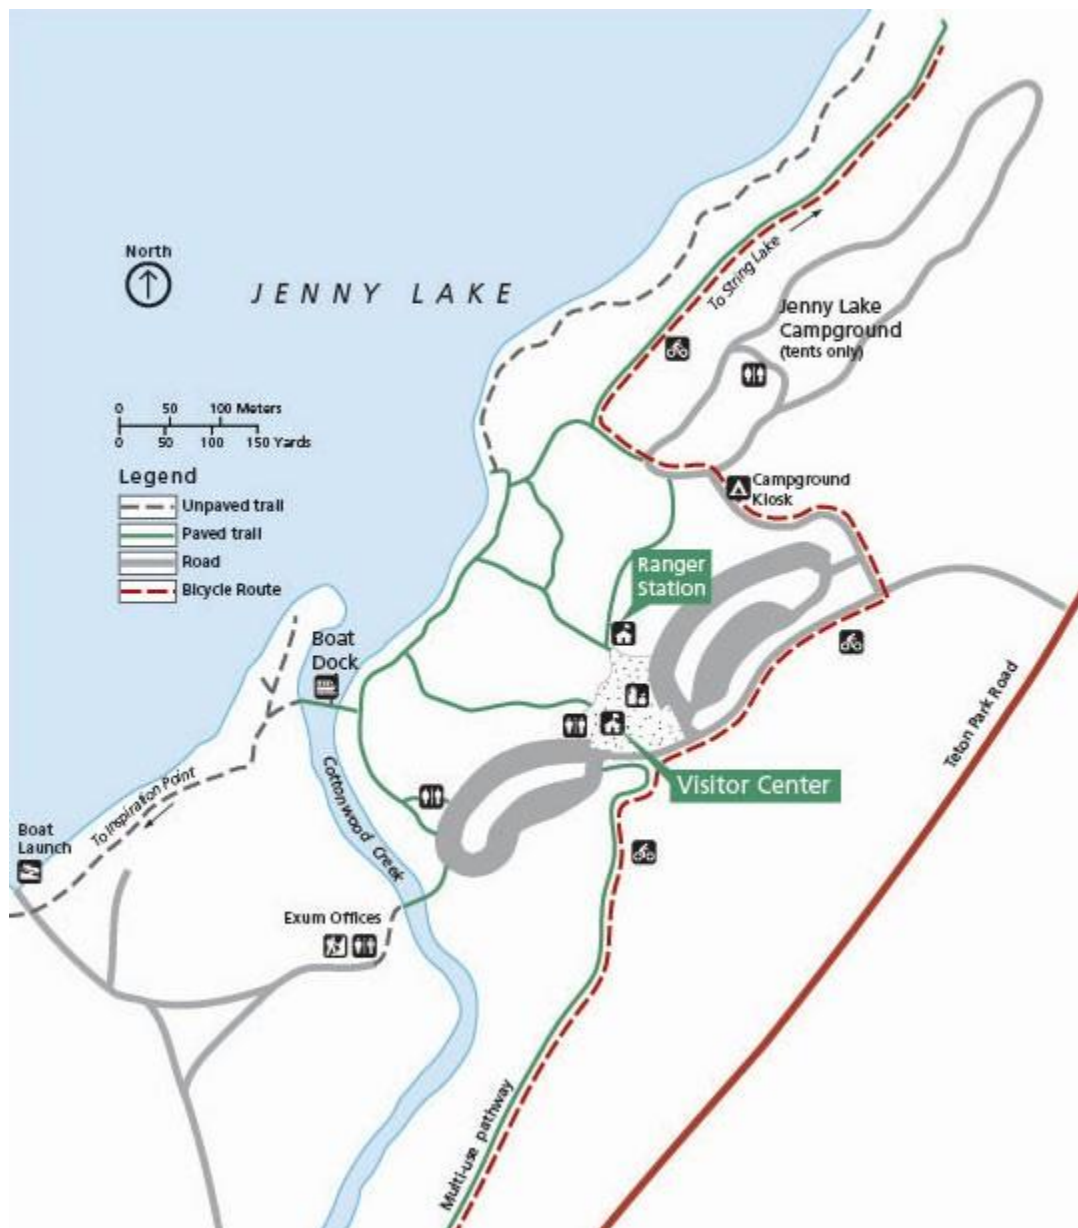 North
JENNY LAKE
To String Lake
Jenny Lake
Campground
(tents only)
0 50 100 Meters
0 50 100 150 Yards
Legend
Unpaved trail
Paved trail
Road
Bicycle Route
Campground
Kiosk
Ranger
Station
Boat
Dock
Teton Park Road
Visitor Center
Cottonwood Creek
To Inspiration Point
Boat
Launch
Exum Offices
Multi-use pathway